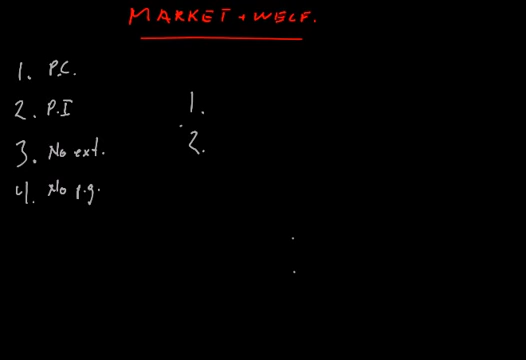 MARKET + WELF.
1. P.C.
2. P.I
3. No ext.
4. No p.g.
1.
2.